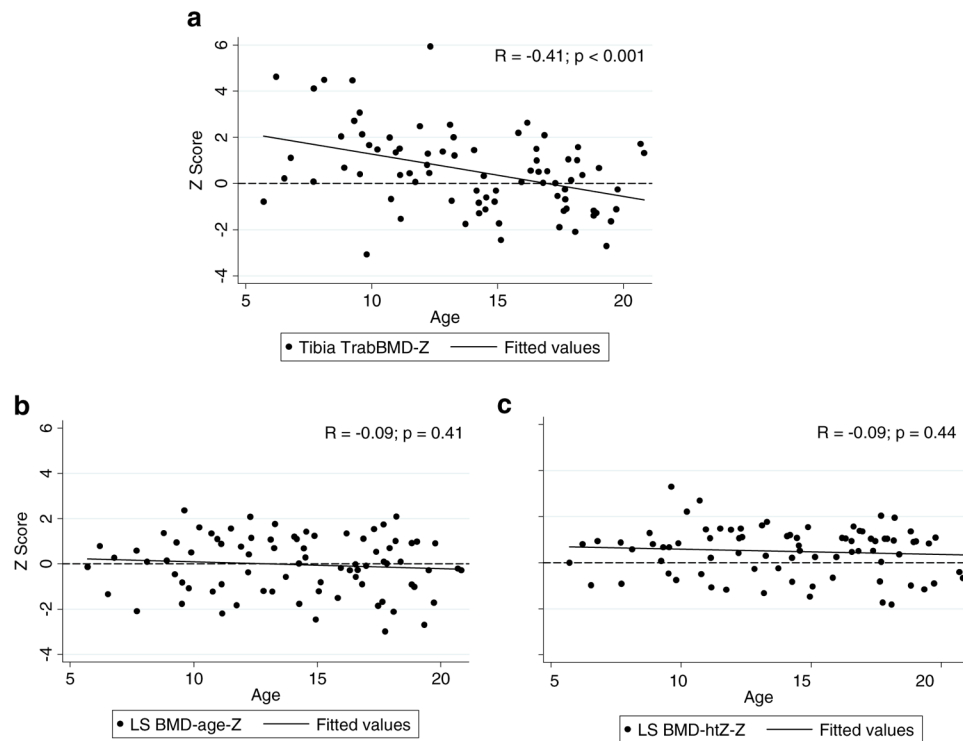 a
R = -0.41; p < 0.001
6
4
2
0
-2
-4
Z Score
5 10 15 20
Age
Tibia TrabBMD-Z Fitted values
b
R = -0.09; p = 0.41
6
4
2
0
-2
-4
Z Score
5 10 15 20
Age
LS BMD-age-Z Fitted values
c
R = -0.09; p = 0.44
5 10 15 20
Age
LS BMD-htZ-Z Fitted values